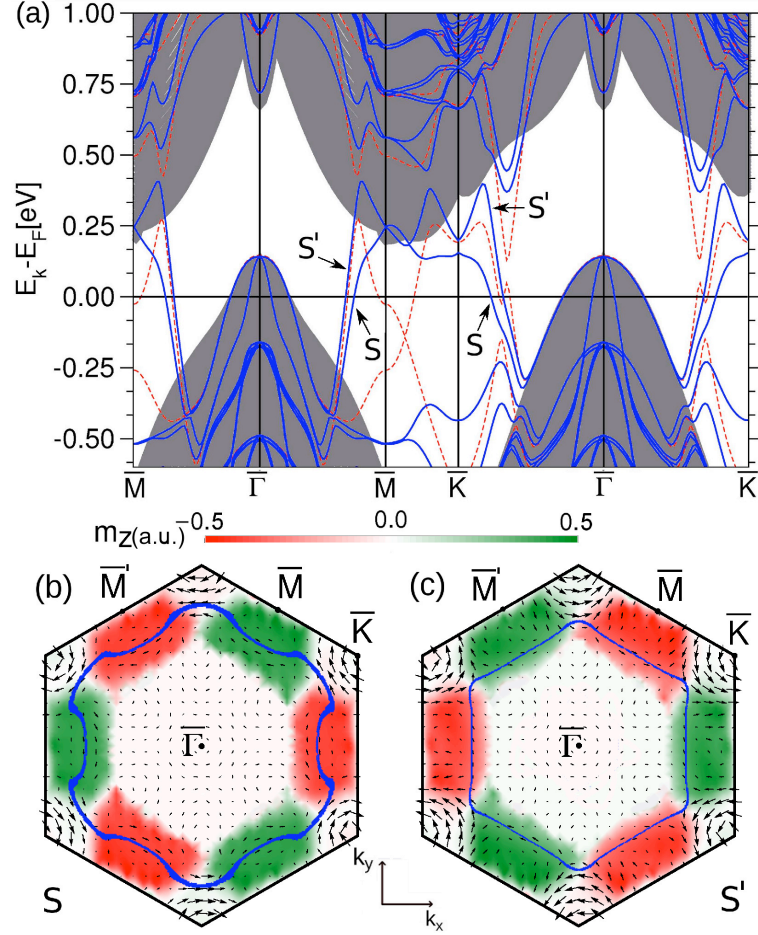 (a)
1.00
0.75
0.50
0.25
0.00
-0.25
-0.50
E_k-E_F[eV]
S'
S
S'
S
M̅ Γ̅ M̅ K̅ Γ̅ K̅
m_Z(a.u.) -0.5 0.0 0.5
(b) M̅' M̅ K̅
Γ̅
S
(c) M̅' M̅ K̅
Γ̅
S'
k_y
k_x